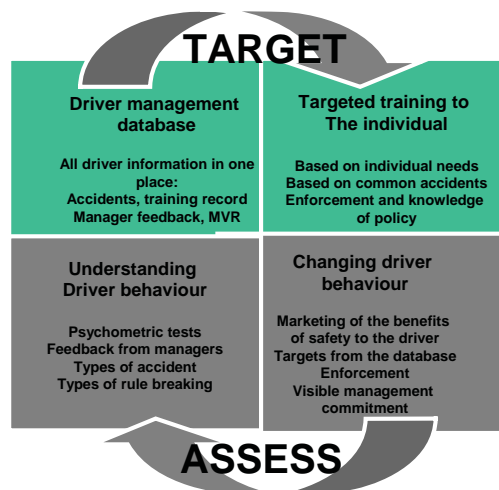 TARGET
Driver management
database
All driver information in one
place:
Accidents, training record
Manager feedback, MVR
Targeted training to
The individual
Based on individual needs
Based on common accidents
Enforcement and knowledge
of policy
Understanding
Driver behaviour
Psychometric tests
Feedback from managers
Types of accident
Types of rule breaking
Changing driver
behaviour
Marketing of the benefits
of safety to the driver
Targets from the database
Enforcement
Visible management
commitment
ASSESS